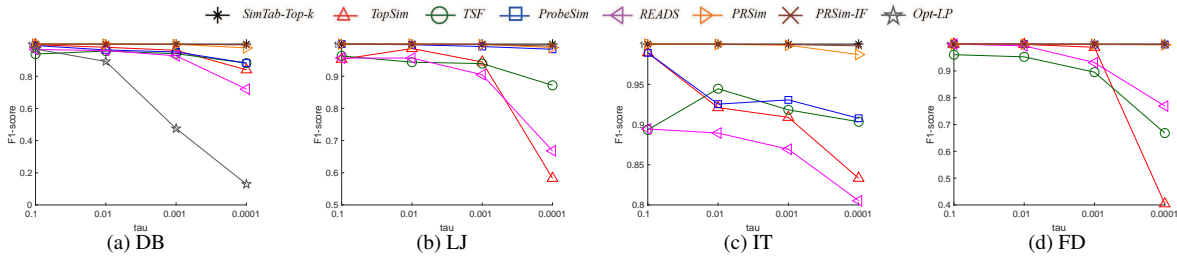 SimTab-Top-k TopSim TSF ProbeSim READS PRSim PRSim-IF Opt-LP
F1-score
1
0.8
0.6
0.4
0.2
0
0.1 0.01 0.001 0.0001
tau
(a) DB
F1-score
1
0.9
0.8
0.7
0.6
0.5
0.1 0.01 0.001 0.0001
tau
(b) LJ
F1-score
1
0.95
0.9
0.85
0.8
0.1 0.01 0.001 0.0001
tau
(c) IT
F1-score
1
0.9
0.8
0.7
0.6
0.5
0.4
0.1 0.01 0.001 0.0001
tau
(d) FD